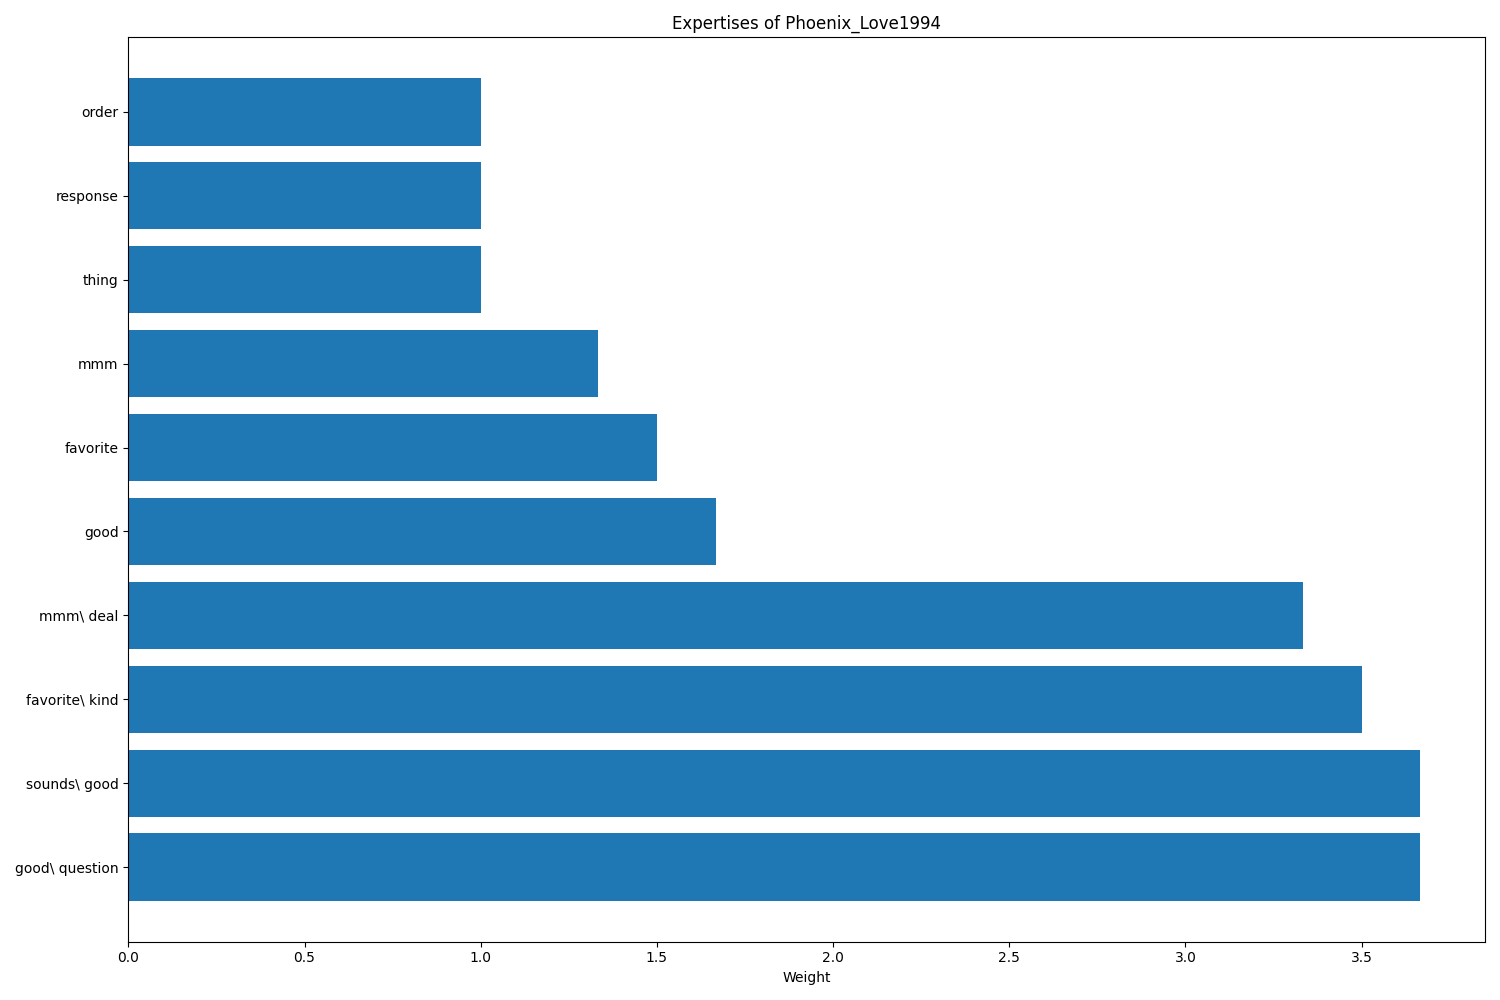 Expertises of Phoenix_Love1994
order
response
thing
mmm
favorite
good
mmm\ deal
favorite\ kind
sounds\ good
good\ question
0.0 0.5 1.0 1.5 2.0 2.5 3.0 3.5
Weight